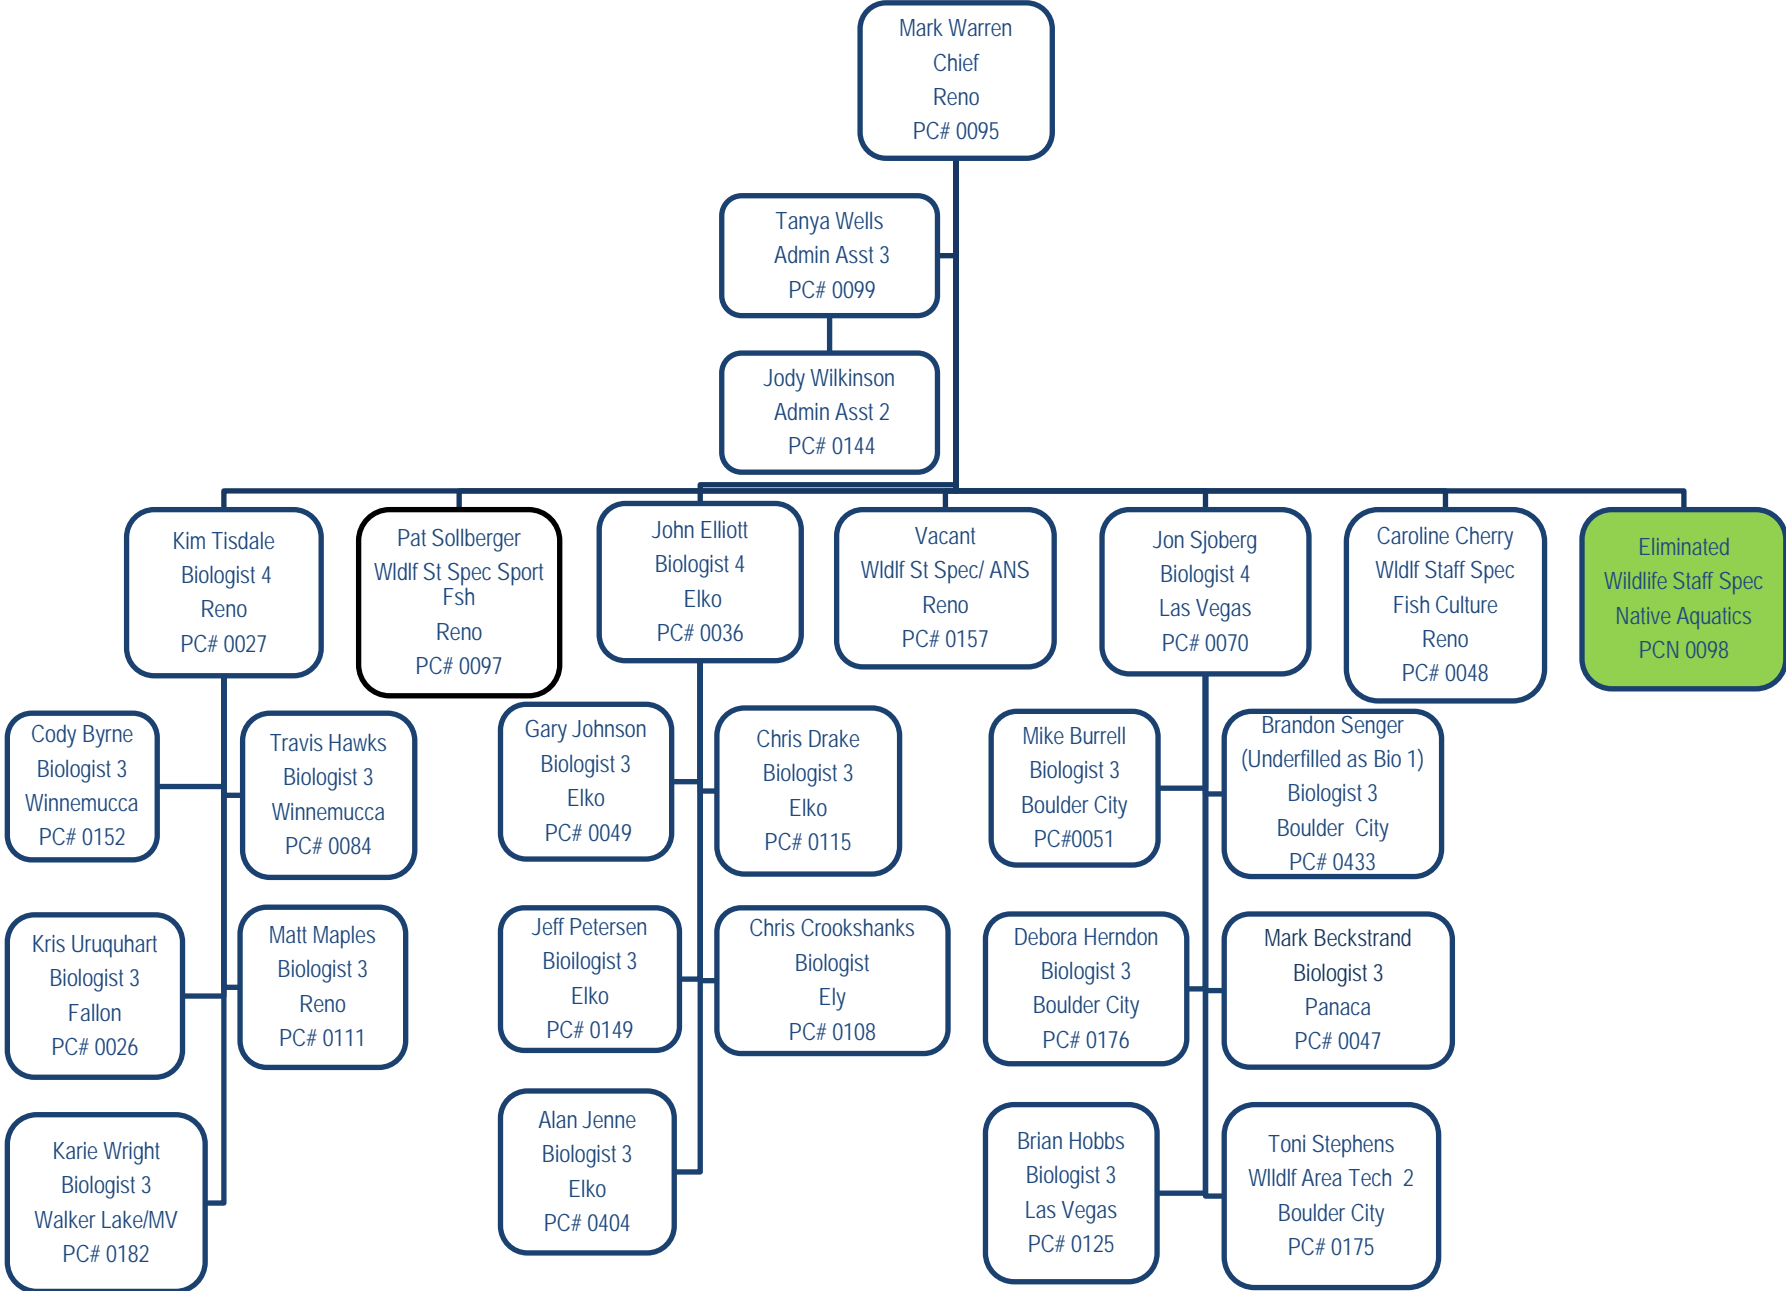 Mark Warren
Chief
Reno
PC# 0095
Tanya Wells
Admin Asst 3
PC# 0099
Jody Wilkinson
Admin Asst 2
PC# 0144
Kim Tisdale
Biologist 4
Reno
PC# 0027
Pat Sollberger
Wldlf St Spec Sport
Fsh
Reno
PC# 0097
John Elliott
Biologist 4
Elko
PC# 0036
Vacant
Wldlf St Spec/ ANS
Reno
PC# 0157
Jon Sjoberg
Biologist 4
Las Vegas
PC# 0070
Caroline Cherry
Wldlf Staff Spec
Fish Culture
Reno
PC# 0048
Eliminated
Wildlife Staff Spec
Native Aquatics
PCN 0098
Cody Byrne
Biologist 3
Winnemucca
PC# 0152
Travis Hawks
Biologist 3
Winnemucca
PC# 0084
Gary Johnson
Biologist 3
Elko
PC# 0049
Chris Drake
Biologist 3
Elko
PC# 0115
Mike Burrell
Biologist 3
Boulder City
PC#0051
Brandon Senger
(Underfilled as Bio 1)
Biologist 3
Boulder City
PC# 0433
Kris Uruquhart
Biologist 3
Fallon
PC# 0026
Matt Maples
Biologist 3
Reno
PC# 0111
Jeff Petersen
Bioilogist 3
Elko
PC# 0149
Chris Crookshanks
Biologist
Ely
PC# 0108
Debora Herndon
Biologist 3
Boulder City
PC# 0176
Mark Beckstrand
Biologist 3
Panaca
PC# 0047
Karie Wright
Biologist 3
Walker Lake/MV
PC# 0182
Alan Jenne
Biologist 3
Elko
PC# 0404
Brian Hobbs
Biologist 3
Las Vegas
PC# 0125
Toni Stephens
Wlldlf Area Tech 2
Boulder City
PC# 0175